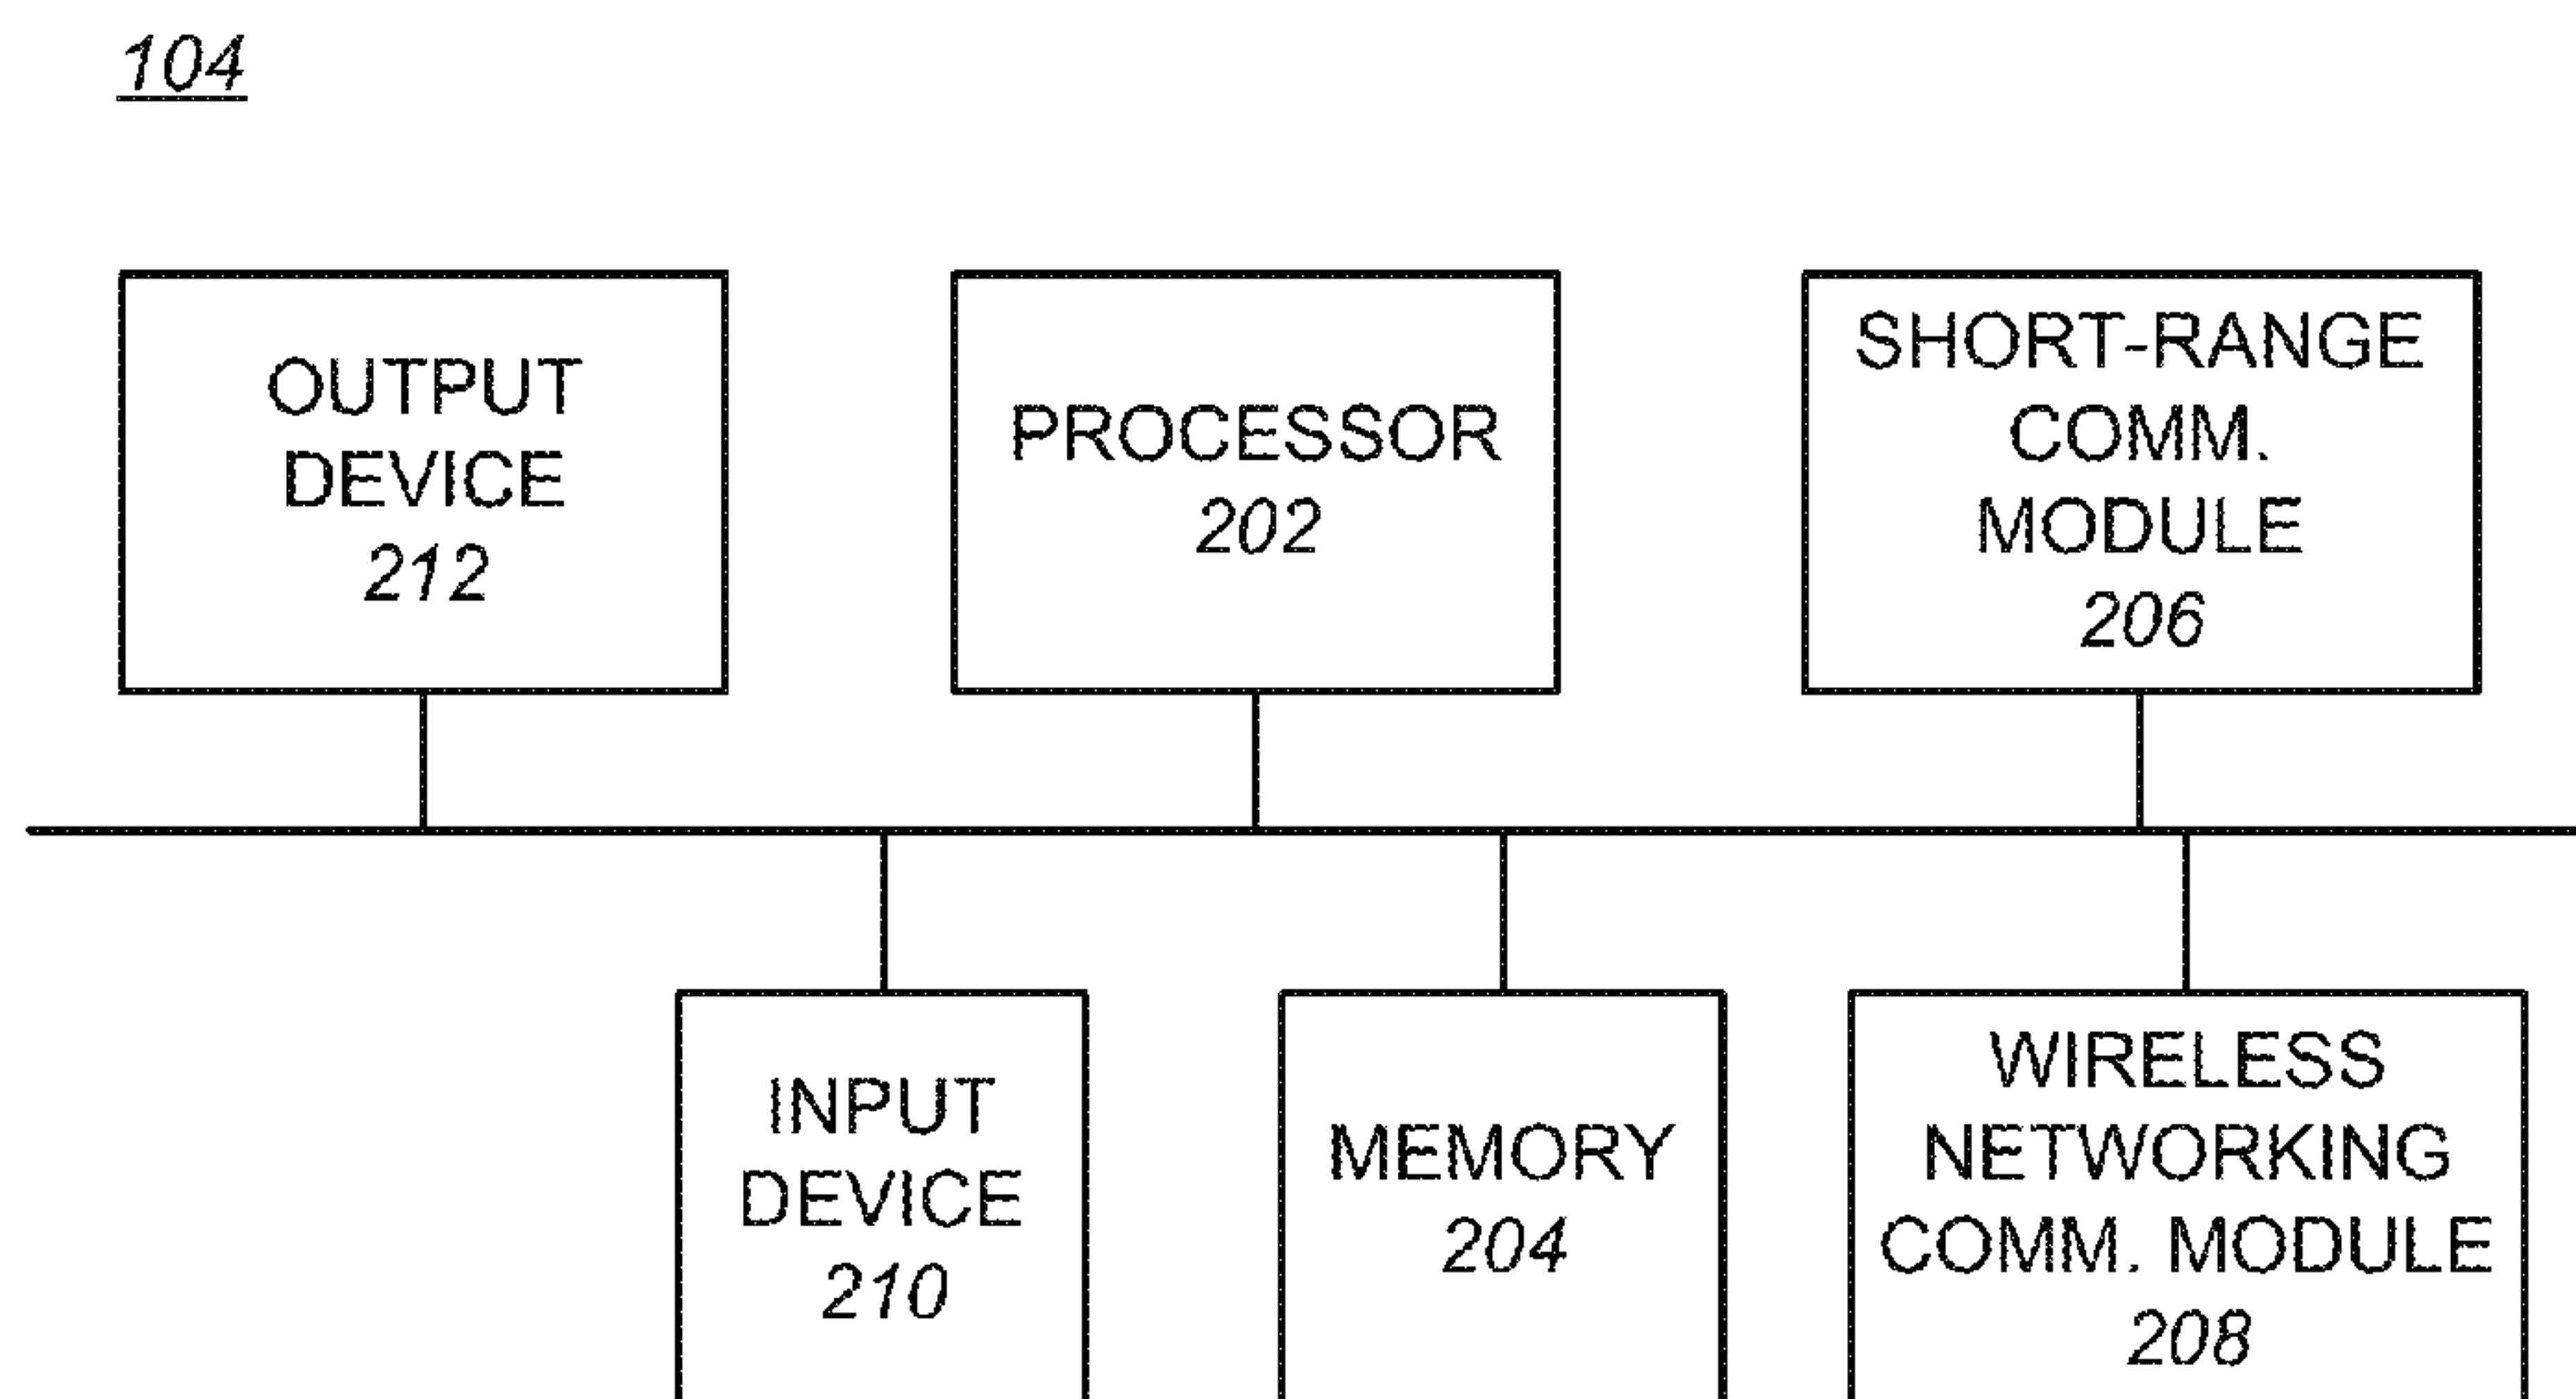 104
OUTPUT
DEVICE
212
PROCESSOR
202
SHORT-RANGE
COMM.
MODULE
206
INPUT
DEVICE
210
MEMORY
204
WIRELESS
NETWORKING
COMM. MODULE
208